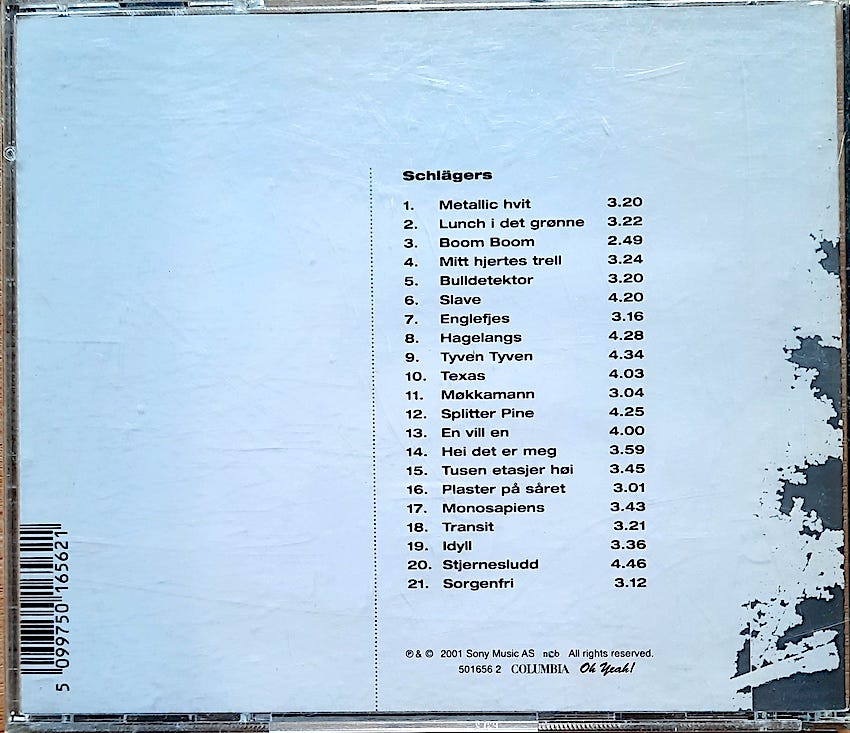 Schlägers
1. Metallic hvit 3.20
2. Lunch i det grønne 3.22
3. Boom Boom 2.49
4. Mitt hjertes trell 3.24
5. Bulldetektor 3.20
6. Slave 4.20
7. Englefjes 3.16
8. Hagelangs 4.28
9. Tyven Tyven 4.34
10. Texas 4.03
11. Møkkamann 3.04
12. Splitter Pine 4.25
13. En vill en 4.00
14. Hei det er meg 3.59
15. Tusen etasjer høi 3.45
16. Plaster på såret 3.01
17. Monosapiens 3.43
18. Transit 3.21
19. Idyll 3.36
20. Stjernesludd 4.46
21. Sorgenfri 3.12
℗ & © 2001 Sony Music AS ncb All rights reserved.
501656 2 COLUMBIA Oh Yeah!
5 099750 165621